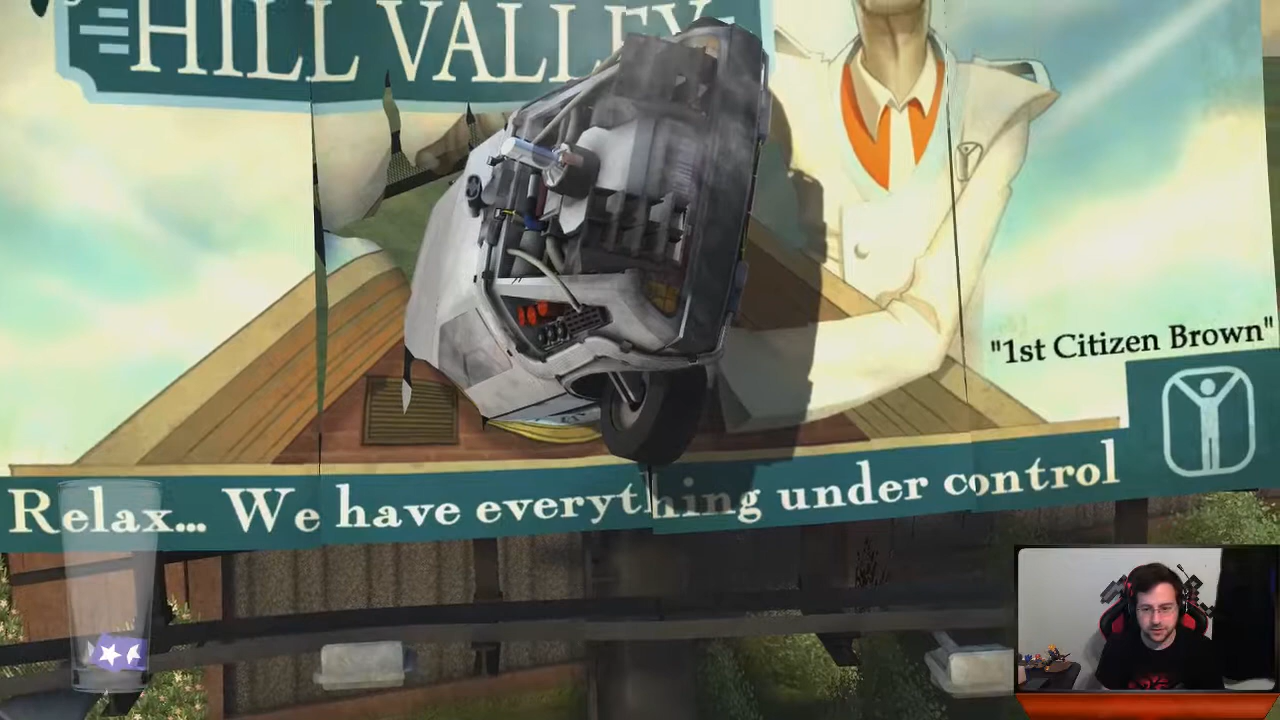 HILL VALLEY
"1st Citizen Brown"
Relax... We have everything under control